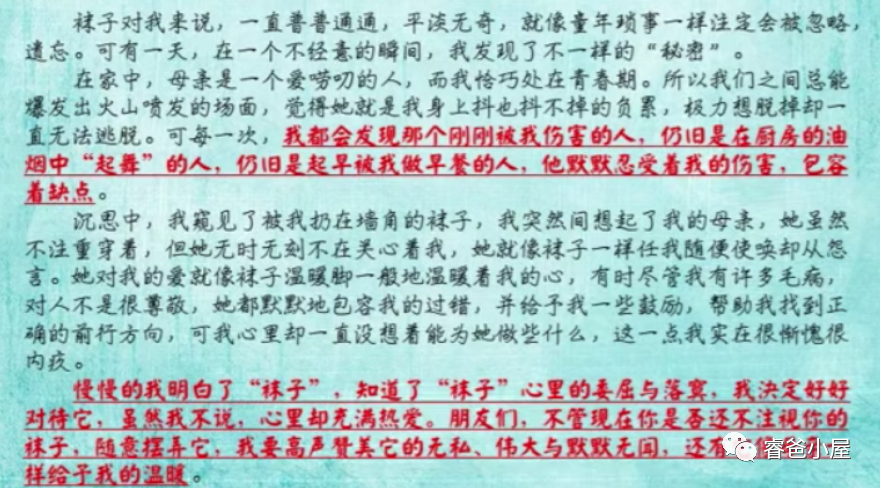 袜子对我来说，一直普普通通，平淡无奇，就像童年琐事一样注定会被忽略，
遗忘。可有一天，在一个不经意的瞬间，我发现了不一样的“秘密”。
在家中，母亲是一个爱唠叨的人，而我恰巧处在青春期。所以我们之间总能
爆发出火山喷发的场面，觉得她就是我身上抖也抖不掉的负累，极力想脱掉却一
直无法逃脱。可每一次，我都会发现那个刚刚被我伤害的人，仍旧是在厨房的油
烟中“起舞”的人，仍旧是起早被我做早餐的人，他默默忍受着我的伤害，包容
着缺点。
沉思中，我窥见了被我扔在墙角的袜子，我突然间想起了我的母亲，她虽然
不注重穿着，但她无时无刻不在关心着我，她就像袜子一样任我随便使唤却从怨
言。她对我的爱就像袜子温暖脚一般地温暖着我的心，有时尽管我有许多毛病，
对人不是很尊敬，她都默默地包容我的过错，并给予我一些鼓励，帮助我找到正
确的前行方向，可我心里却一直没想着能为她做些什么，这一点我实在很惭愧很
内疚。
慢慢的我明白了“袜子”，知道了“袜子”心里的委屈与落寞，我决定好好
对待它，虽然我不说，心里却充满热爱。朋友们，不管现在你是否还不注视你的
袜子，随意摆弄它，我要高声赞美它的无私、伟大与默默无闻，还有
样给予我的温暖。
睿爸小屋